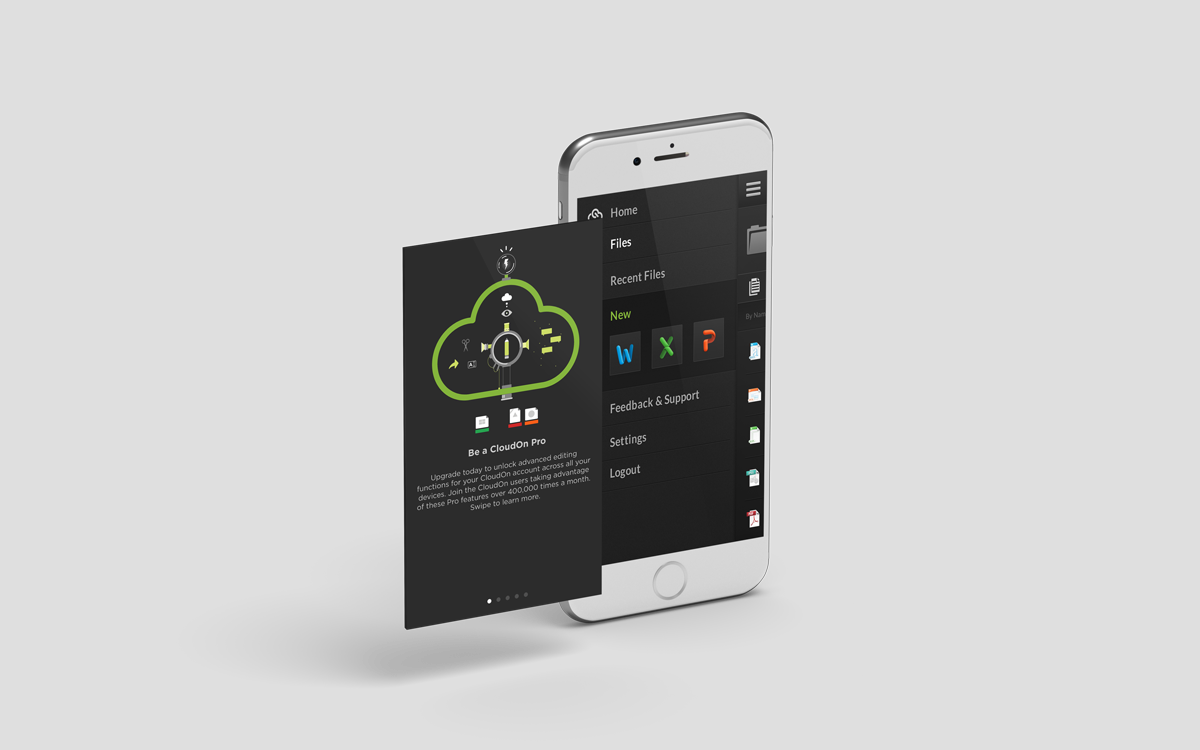 Be a CloudOn Pro
Upgrade today to unlock advanced editing
functions for your CloudOn account across all your
devices. Join the CloudOn users taking advantage
of these Pro features over 400,000 times a month.
Swipe to learn more.
Home
Files
Recent Files
New
W X P
Feedback & Support
Settings
Logout
By Nam